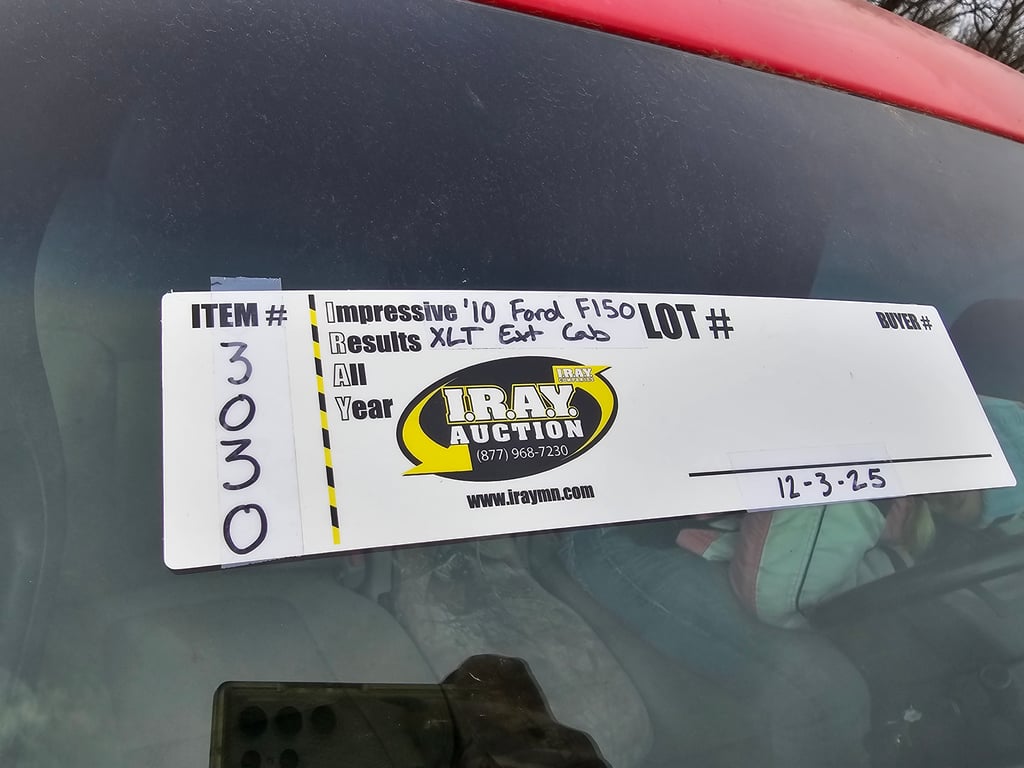 ITEM #
3
0
3
0
Impressive '10 Ford F150
Results XLT Ext Cab
All
Year
I.R.A.Y.
COMPANIES
I.R.A.Y.
AUCTION
(877) 968-7230
www.iraymn.com
LOT #
BUYER #
12-3-25